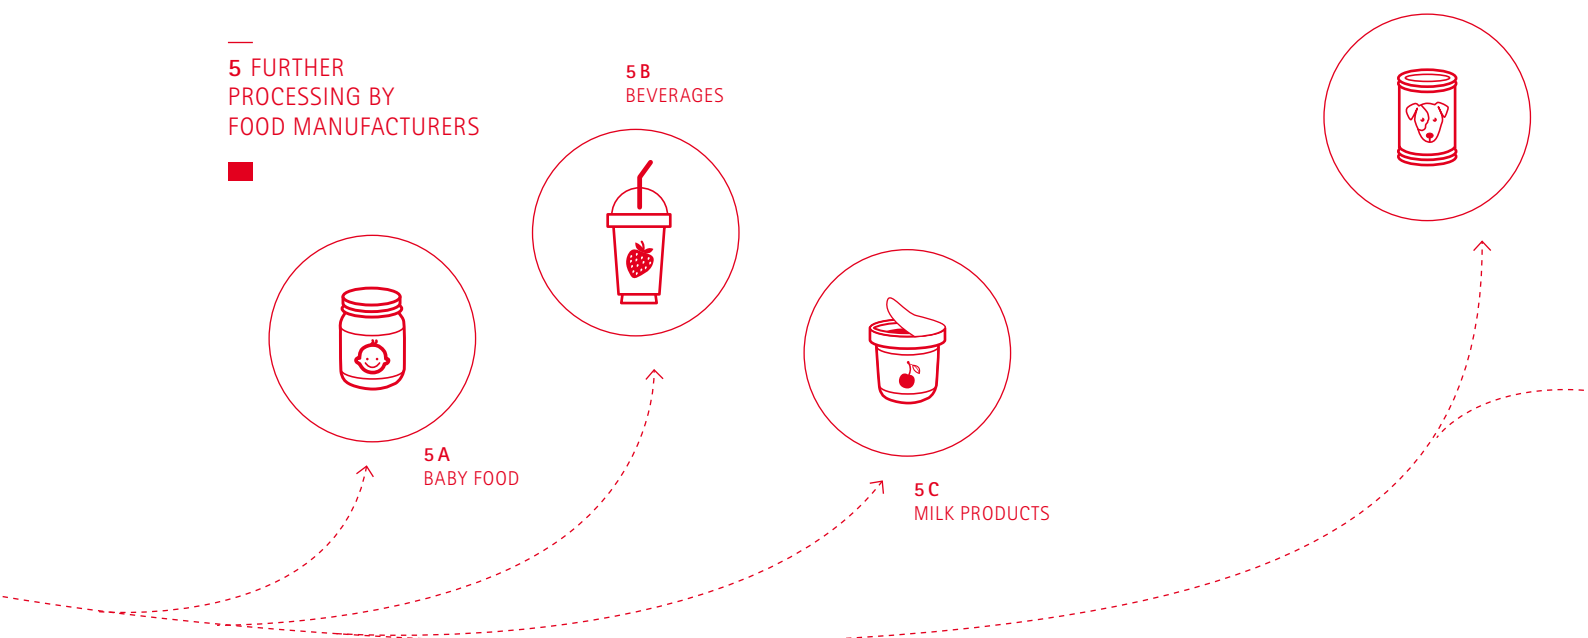 5 FURTHER
PROCESSING BY
FOOD MANUFACTURERS
5 B
BEVERAGES
5 A
BABY FOOD
5 C
MILK PRODUCTS